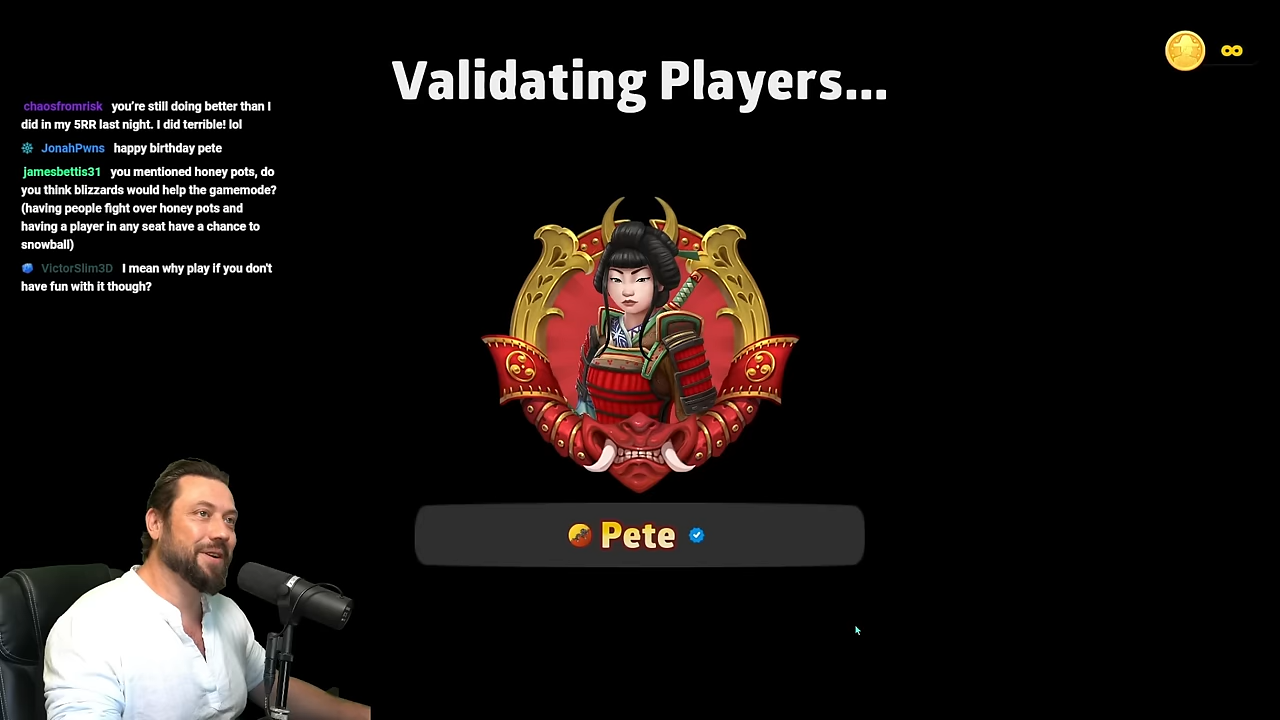 Validating Players...
∞
chaosfromrisk you're still doing better than I
did in my 5RR last night. I did terrible! lol
JonahPwns happy birthday pete
jamesbettis31 you mentioned honey pots, do
you think blizzards would help the gamemode?
(having people fight over honey pots and
having a player in any seat have a chance to
snowball)
VictorSlim3D I mean why play if you don't
have fun with it though?
Pete